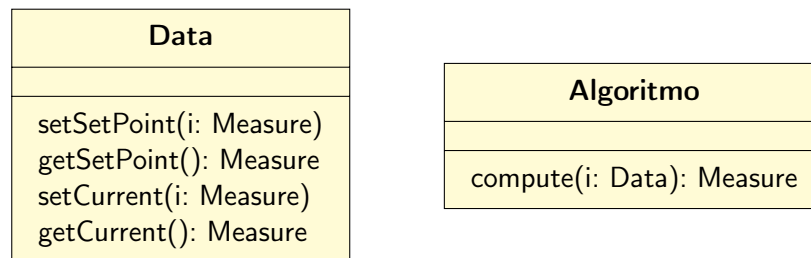 Data
setSetPoint(i: Measure)
getSetPoint(): Measure
setCurrent(i: Measure)
getCurrent(): Measure
Algoritmo
compute(i: Data): Measure